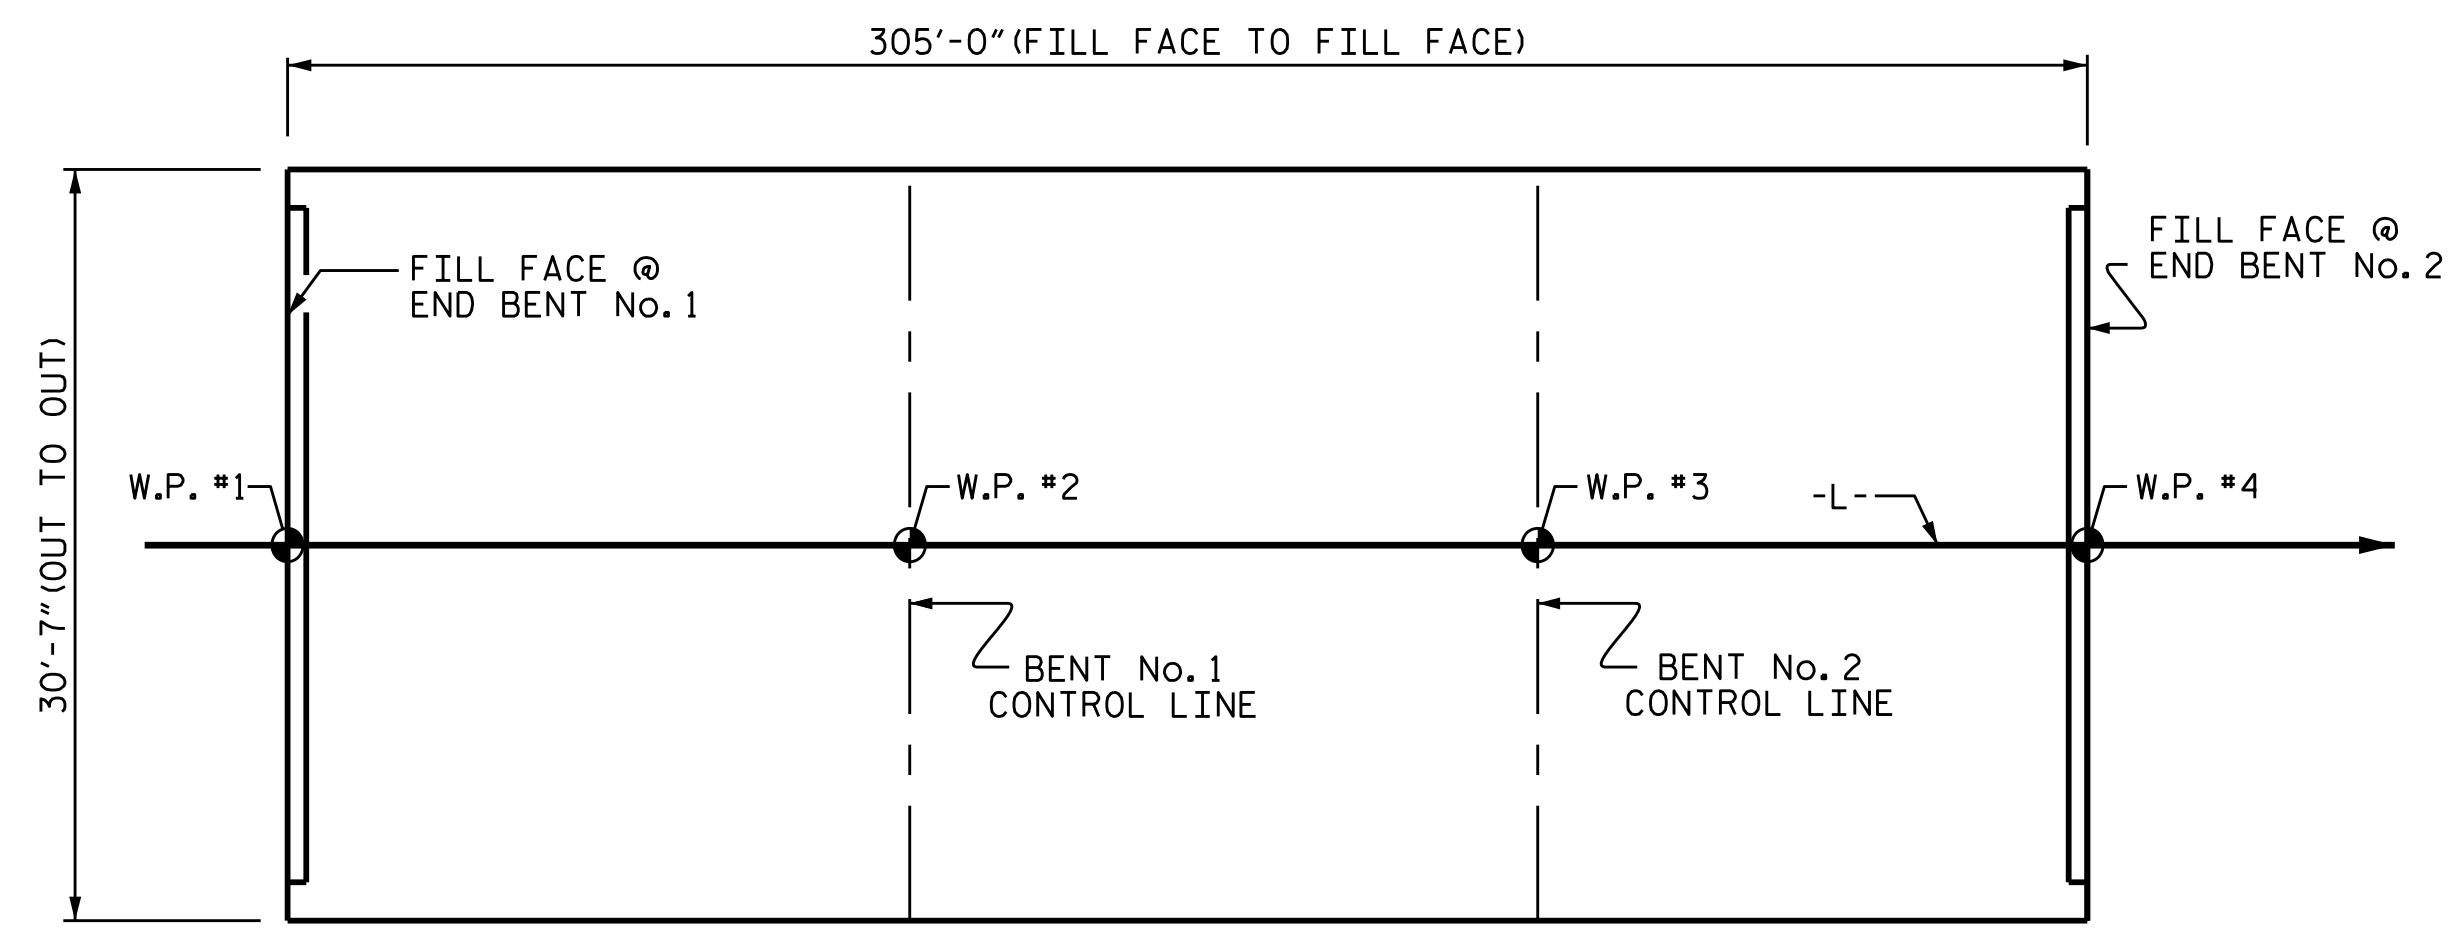 305'-0"(FILL FACE TO FILL FACE)
FILL FACE @
END BENT No. 1
FILL FACE @
END BENT No. 2
30'-7"(OUT TO OUT)
W.P. #1
W.P. #2
W.P. #3
-L-
W.P. #4
BENT No. 1
CONTROL LINE
BENT No. 2
CONTROL LINE